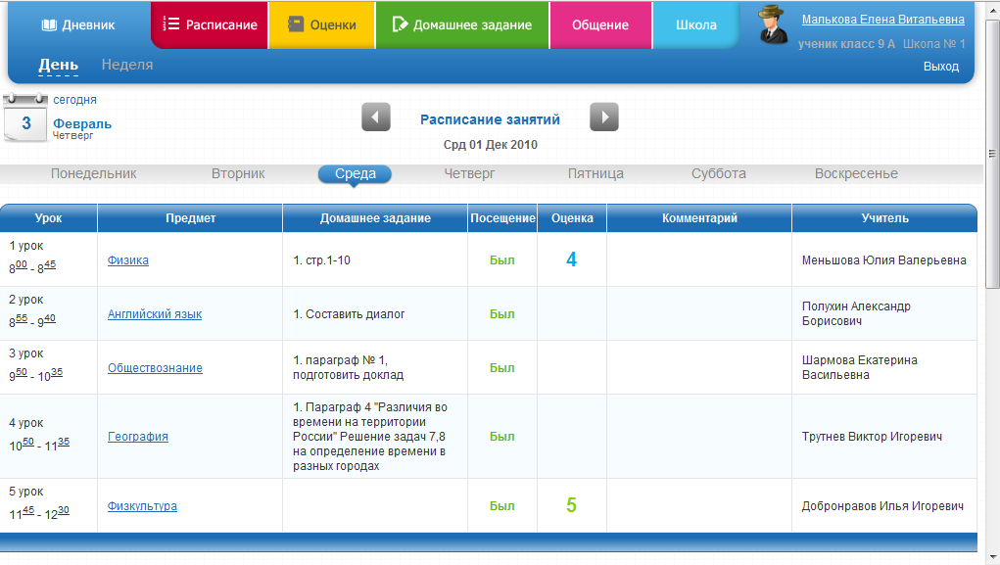 Дневник Расписание Оценки Домашнее задание Общение Школа Малькова Елена Витальевна
ученик класс 9 А Школа № 1
День Неделя Выход
сегодня
3 Февраль
Четверг
Расписание занятий
Срд 01 Дек 2010
Понедельник Вторник Среда Четверг Пятница Суббота Воскресенье
Урок Предмет Домашнее задание Посещение Оценка Комментарий Учитель
1 урок
8 00 - 8 45 Физика 1. стр.1-10 Был 4 Меньшова Юлия Валерьевна
2 урок
8 55 - 9 40 Английский язык 1. Составить диалог Был Полухин Александр
Борисович
3 урок
9 50 - 10 35 Обществознание 1. параграф № 1,
подготовить доклад Был Шармова Екатерина
Васильевна
4 урок
10 50 - 11 35 География 1. Параграф 4 "Различия во
времени на территории
России" Решение задач 7,8
на определение времени в
разных городах Был Трутнев Виктор Игоревич
5 урок
11 45 - 12 30 Физкультура Был 5 Добронравов Илья Игоревич